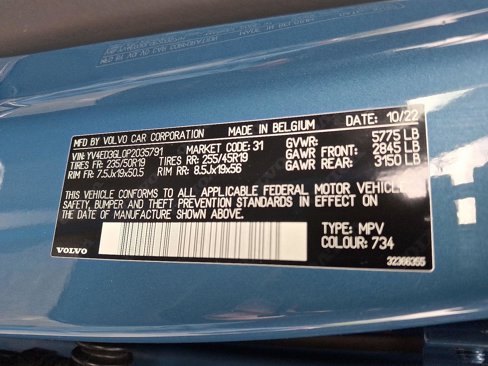 MFD BY VOLVO CAR CORPORATION MADE IN BELGIUM DATE: 10/22
VIN: YV4ED3GL0P2035791 MARKET CODE: 31 GVWR: 5775 LB
TIRES FR: 235/50R19 TIRES RR: 255/45R19 GAWR FRONT: 2845 LB
RIM FR: 7.5Jx19x50.5 RIM RR: 8.5Jx19x56 GAWR REAR: 3150 LB
THIS VEHICLE CONFORMS TO ALL APPLICABLE FEDERAL MOTOR VEHICLE
SAFETY, BUMPER AND THEFT PREVENTION STANDARDS IN EFFECT ON
THE DATE OF MANUFACTURE SHOWN ABOVE.
TYPE: MPV
COLOUR: 734
VOLVO
32366355